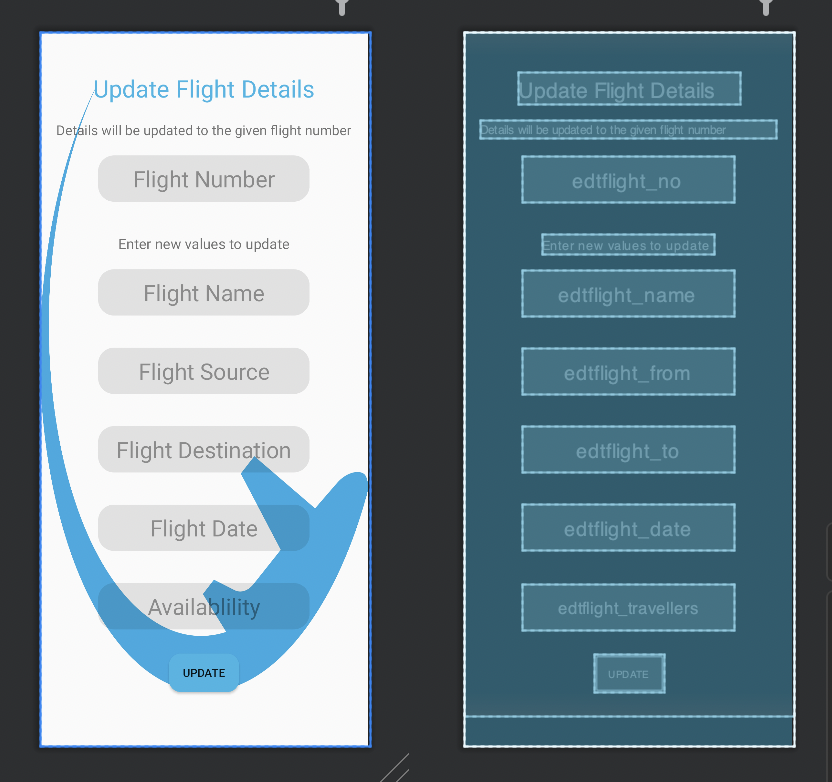 Update Flight Details
Details will be updated to the given flight number
Flight Number
Enter new values to update
Flight Name
Flight Source
Flight Destination
Flight Date
Availablility
UPDATE
Update Flight Details
Details will be updated to the given flight number
edtflight_no
Enter new values to update
edtflight_name
edtflight_from
edtflight_to
edtflight_date
edtflight_travellers
UPDATE